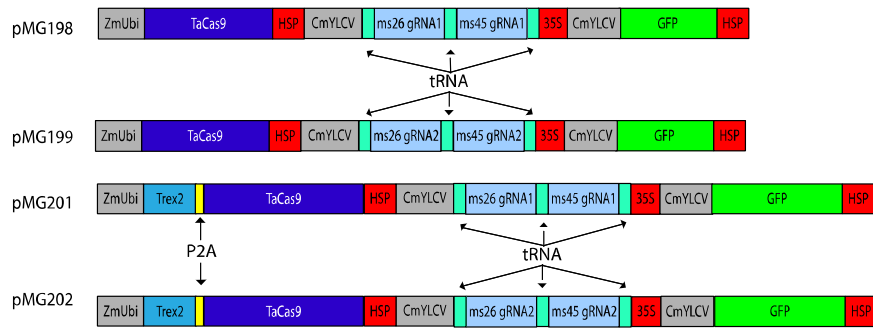 pMG198 ZmUbi TaCas9 HSP CmYLCV ms26 gRNA1 ms45 gRNA1 35S CmYLCV GFP HSP
tRNA
pMG199 ZmUbi TaCas9 HSP CmYLCV ms26 gRNA2 ms45 gRNA2 35S CmYLCV GFP HSP
pMG201 ZmUbi Trex2 TaCas9 HSP CmYLCV ms26 gRNA1 ms45 gRNA1 35S CmYLCV GFP HSP
P2A tRNA
pMG202 ZmUbi Trex2 TaCas9 HSP CmYLCV ms26 gRNA2 ms45 gRNA2 35S CmYLCV GFP HSP